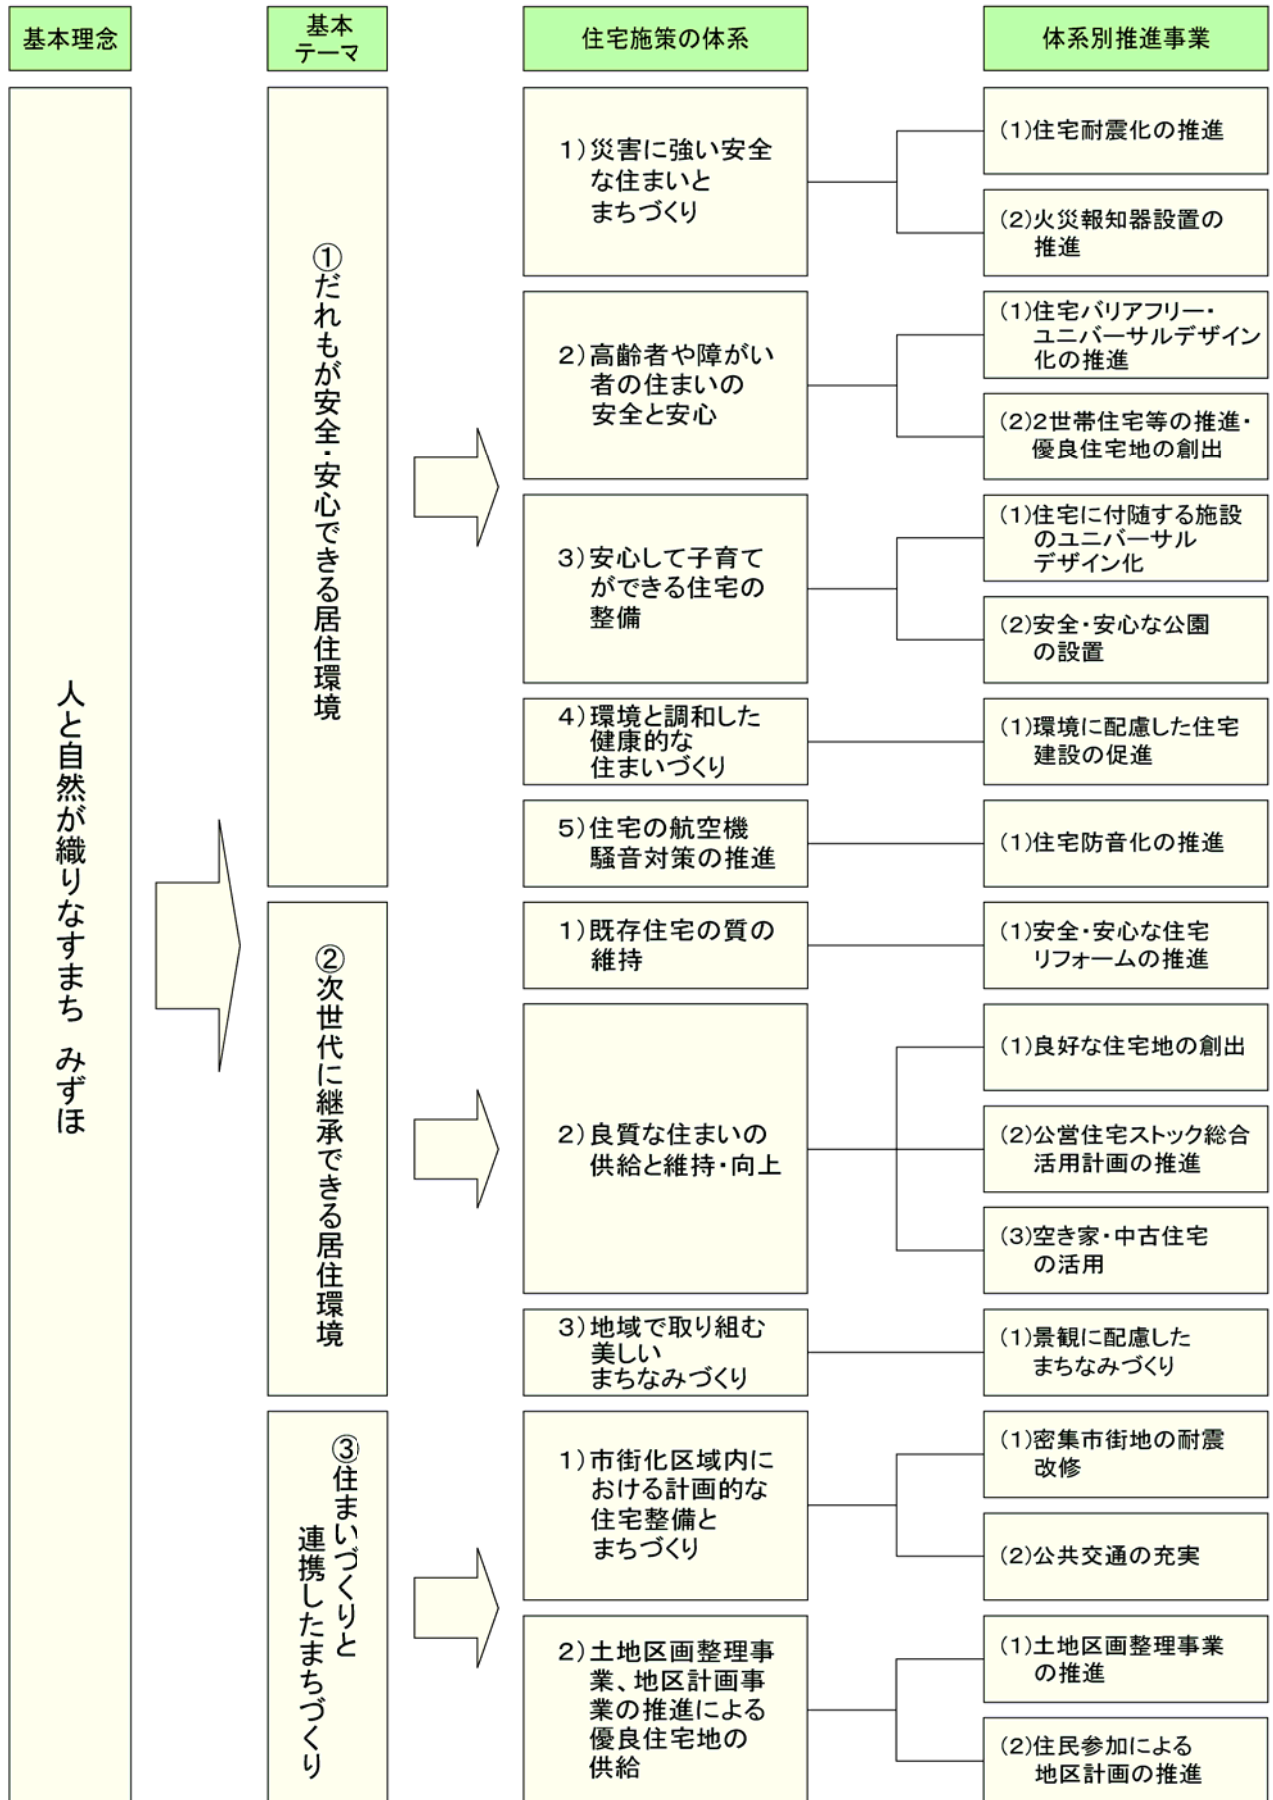 基本理念
基本
テーマ
住宅施策の体系
体系別推進事業
人と自然が織りなすまち　みずほ
①だれもが安全・安心できる居住環境
1)災害に強い安全
な住まいと
まちづくり
(1)住宅耐震化の推進
(2)火災報知器設置の
推進
2)高齢者や障がい
者の住まいの
安全と安心
(1)住宅バリアフリー・
ユニバーサルデザイン
化の推進
(2)2世帯住宅等の推進・
優良住宅地の創出
3)安心して子育て
ができる住宅の
整備
(1)住宅に付随する施設
のユニバーサル
デザイン化
(2)安全・安心な公園
の設置
4)環境と調和した
健康的な
住まいづくり
(1)環境に配慮した住宅
建設の促進
5)住宅の航空機
騒音対策の推進
(1)住宅防音化の推進
②次世代に継承できる居住環境
1)既存住宅の質の
維持
(1)安全・安心な住宅
リフォームの推進
2)良質な住まいの
供給と維持・向上
(1)良好な住宅地の創出
(2)公営住宅ストック総合
活用計画の推進
(3)空き家・中古住宅
の活用
3)地域で取り組む
美しい
まちなみづくり
(1)景観に配慮した
まちなみづくり
③住まいづくりと
連携したまちづくり
1)市街化区域内に
おける計画的な
住宅整備と
まちづくり
(1)密集市街地の耐震
改修
(2)公共交通の充実
2)土地区画整理事
業、地区計画事
業の推進による
優良住宅地の
供給
(1)土地区画整理事業
の推進
(2)住民参加による
地区計画の推進